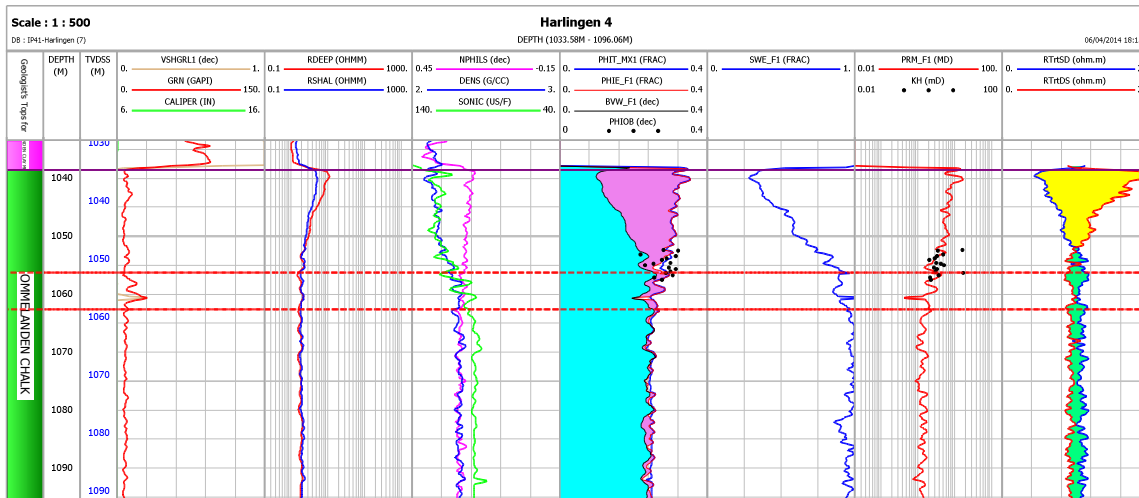 Scale : 1 : 500
Harlingen 4
DB : IP41-Harlingen (7)
DEPTH (1033.58M - 1096.06M)
06/04/2014 18:1
Geologist's Tops for
DEPTH (M)
TVDSS (M)
VSHGRL1 (dec)
0. 1.
GRN (GAPI)
0. 150.
CALIPER (IN)
6. 16.
RDEEP (OHMM)
0.1 1000.
RSHAL (OHMM)
0.1 1000.
NPHILS (dec)
0.45 -0.15
DENS (G/CC)
2. 3.
SONIC (US/F)
140. 40.
PHIT_MX1 (FRAC)
0. 0.4
PHIE_F1 (FRAC)
0. 0.4
BVW_F1 (dec)
0. 0.4
PHIOB (dec)
0 0.4
SWE_F1 (FRAC)
0. 1.
PRM_F1 (MD)
0.01 100.
KH (mD)
0.01 100
RTrtSD (ohm.m)
0.
RTrtDS (ohm.m)
0.
1040
1050
1060
1070
1080
1090
1030
1040
1050
1060
1070
1080
1090
OMMELANDEN CHALK